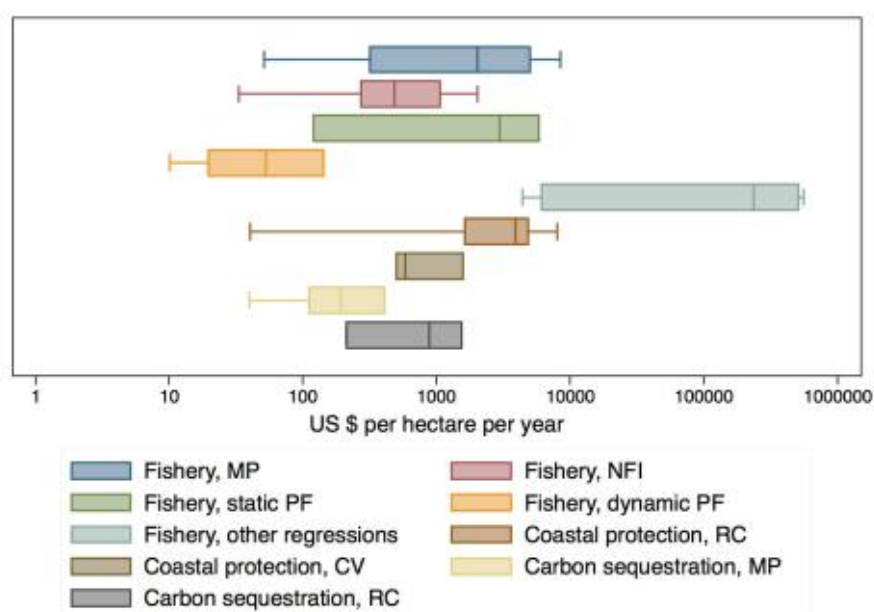 1 10 100 1000 10000 100000 1000000
US $ per hectare per year
Fishery, MP Fishery, NFI
Fishery, static PF Fishery, dynamic PF
Fishery, other regressions Coastal protection, RC
Coastal protection, CV Carbon sequestration, MP
Carbon sequestration, RC